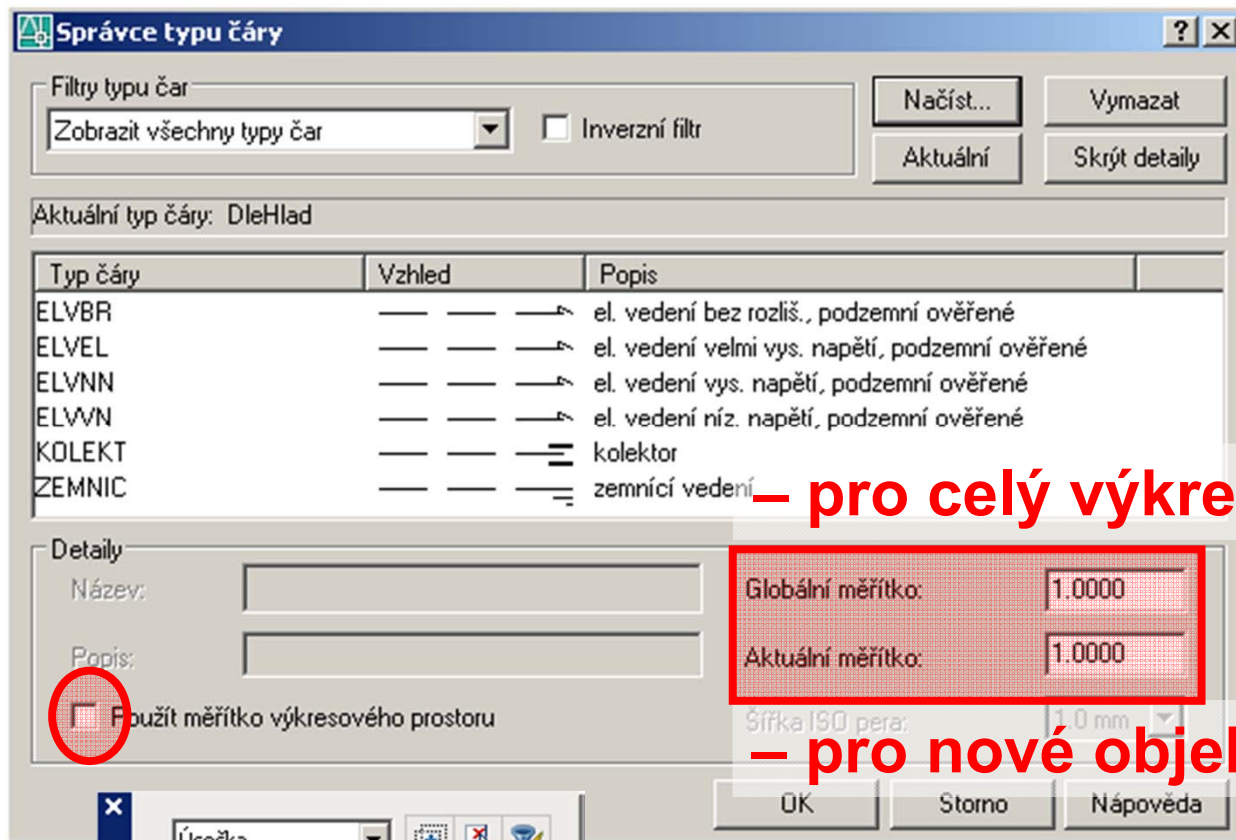 Správce typu čáry
Filtry typu čar
Zobrazit všechny typy čar
Inverzní filtr
Načíst...
Vymazat
Aktuální
Skrýt detaily
Aktuální typ čáry: DleHlad
Typ čáry Vzhled Popis
ELVBR el. vedení bez rozliš., podzemní ověřené
ELVEL el. vedení velmi vys. napětí, podzemní ověřené
ELVNN el. vedení vys. napětí, podzemní ověřené
ELVVN el. vedení níz. napětí, podzemní ověřené
KOLEKT kolektor
ZEMNIC zemnící vedení
– pro celý výkre
Detaily
Název:
Globální měřítko: 1.0000
Popis:
Aktuální měřítko: 1.0000
Použít měřítko výkresového prostoru
Šířka ISO pera: 1.0 mm
– pro nové objek
OK Storno Nápověda
Úsečka